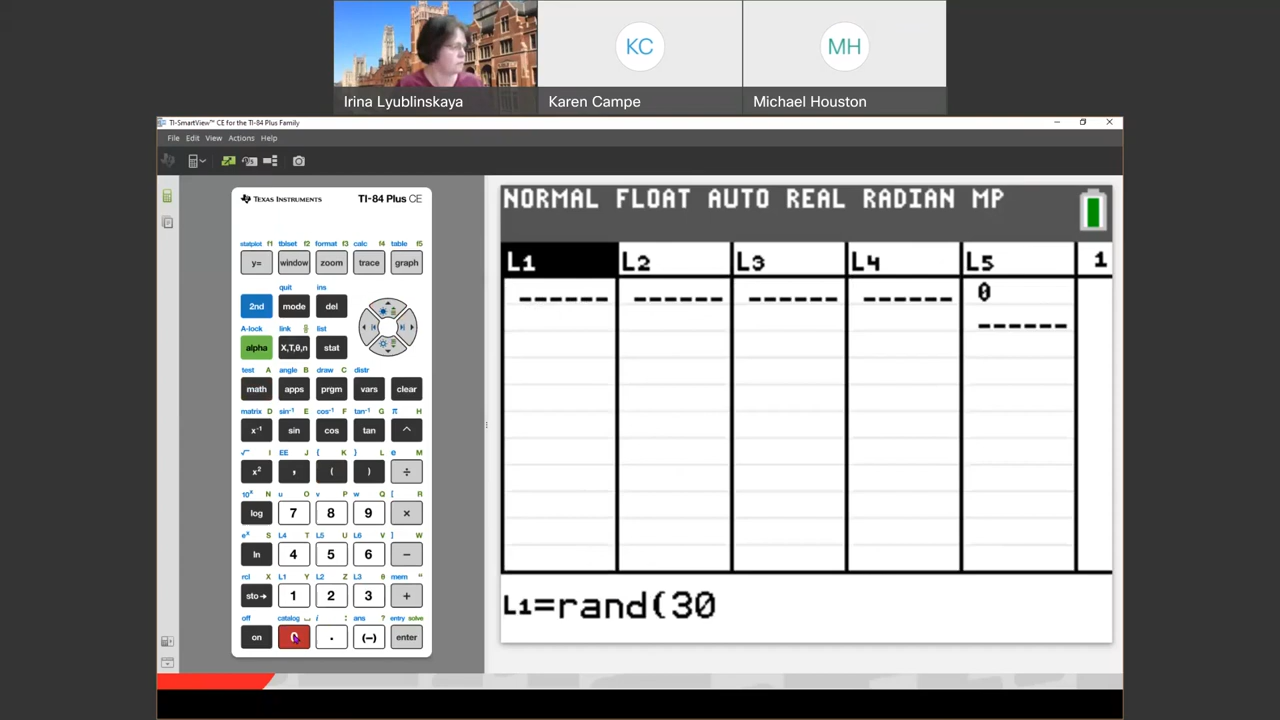 KC
MH
Irina Lyublinskaya
Karen Campe
Michael Houston
TI-SmartView™ CE for the TI-84 Plus Family
File Edit View Actions Help
TEXAS INSTRUMENTS TI-84 Plus CE
statplot f1 tblset f2 format f3 calc f4 table f5
y= window zoom trace graph
quit ins
2nd mode del
A-lock link list
alpha X,T,θ,n stat
test A angle B draw C distr
math apps prgm vars clear
matrix D sin⁻¹ E cos⁻¹ F tan⁻¹ G π H
x⁻¹ sin cos tan ^
√ I EE J { K } L e M
x² , ( ) ÷
10ˣ N u O v P w Q [ R
log 7 8 9 ×
eˣ S L4 T L5 U L6 V ] W
ln 4 5 6 −
rcl X L1 Y L2 Z L3 θ mem "
sto→ 1 2 3 +
off catalog i : ans ? entry solve
on 0 . (−) enter
NORMAL FLOAT AUTO REAL RADIAN MP
L1 L2 L3 L4 L5 1
------ ------ ------ ------ 0
------
L1=rand(30